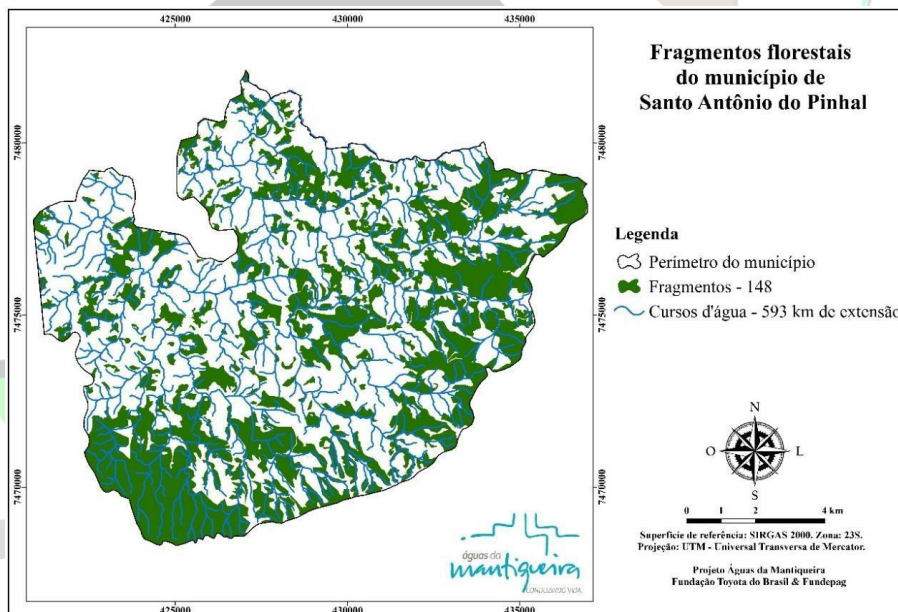 Fragmentos florestais
do município de
Santo Antônio do Pinhal
425000
430000
435000
7480000
7475000
7470000
7480000
7475000
7470000
425000
430000
435000
Legenda
Perímetro do município
Fragmentos - 148
Cursos d'água - 593 km de extensão
N
O
L
S
0 1 2 4 km
Superfície de referência: SIRGAS 2000. Zona: 23S.
Projeção: UTM - Universal Transversa de Mercator.
Projeto Águas da Mantiqueira
Fundação Toyota do Brasil & Fundepag
águas da
mantiqueira
CONDUZINDO VIDA.